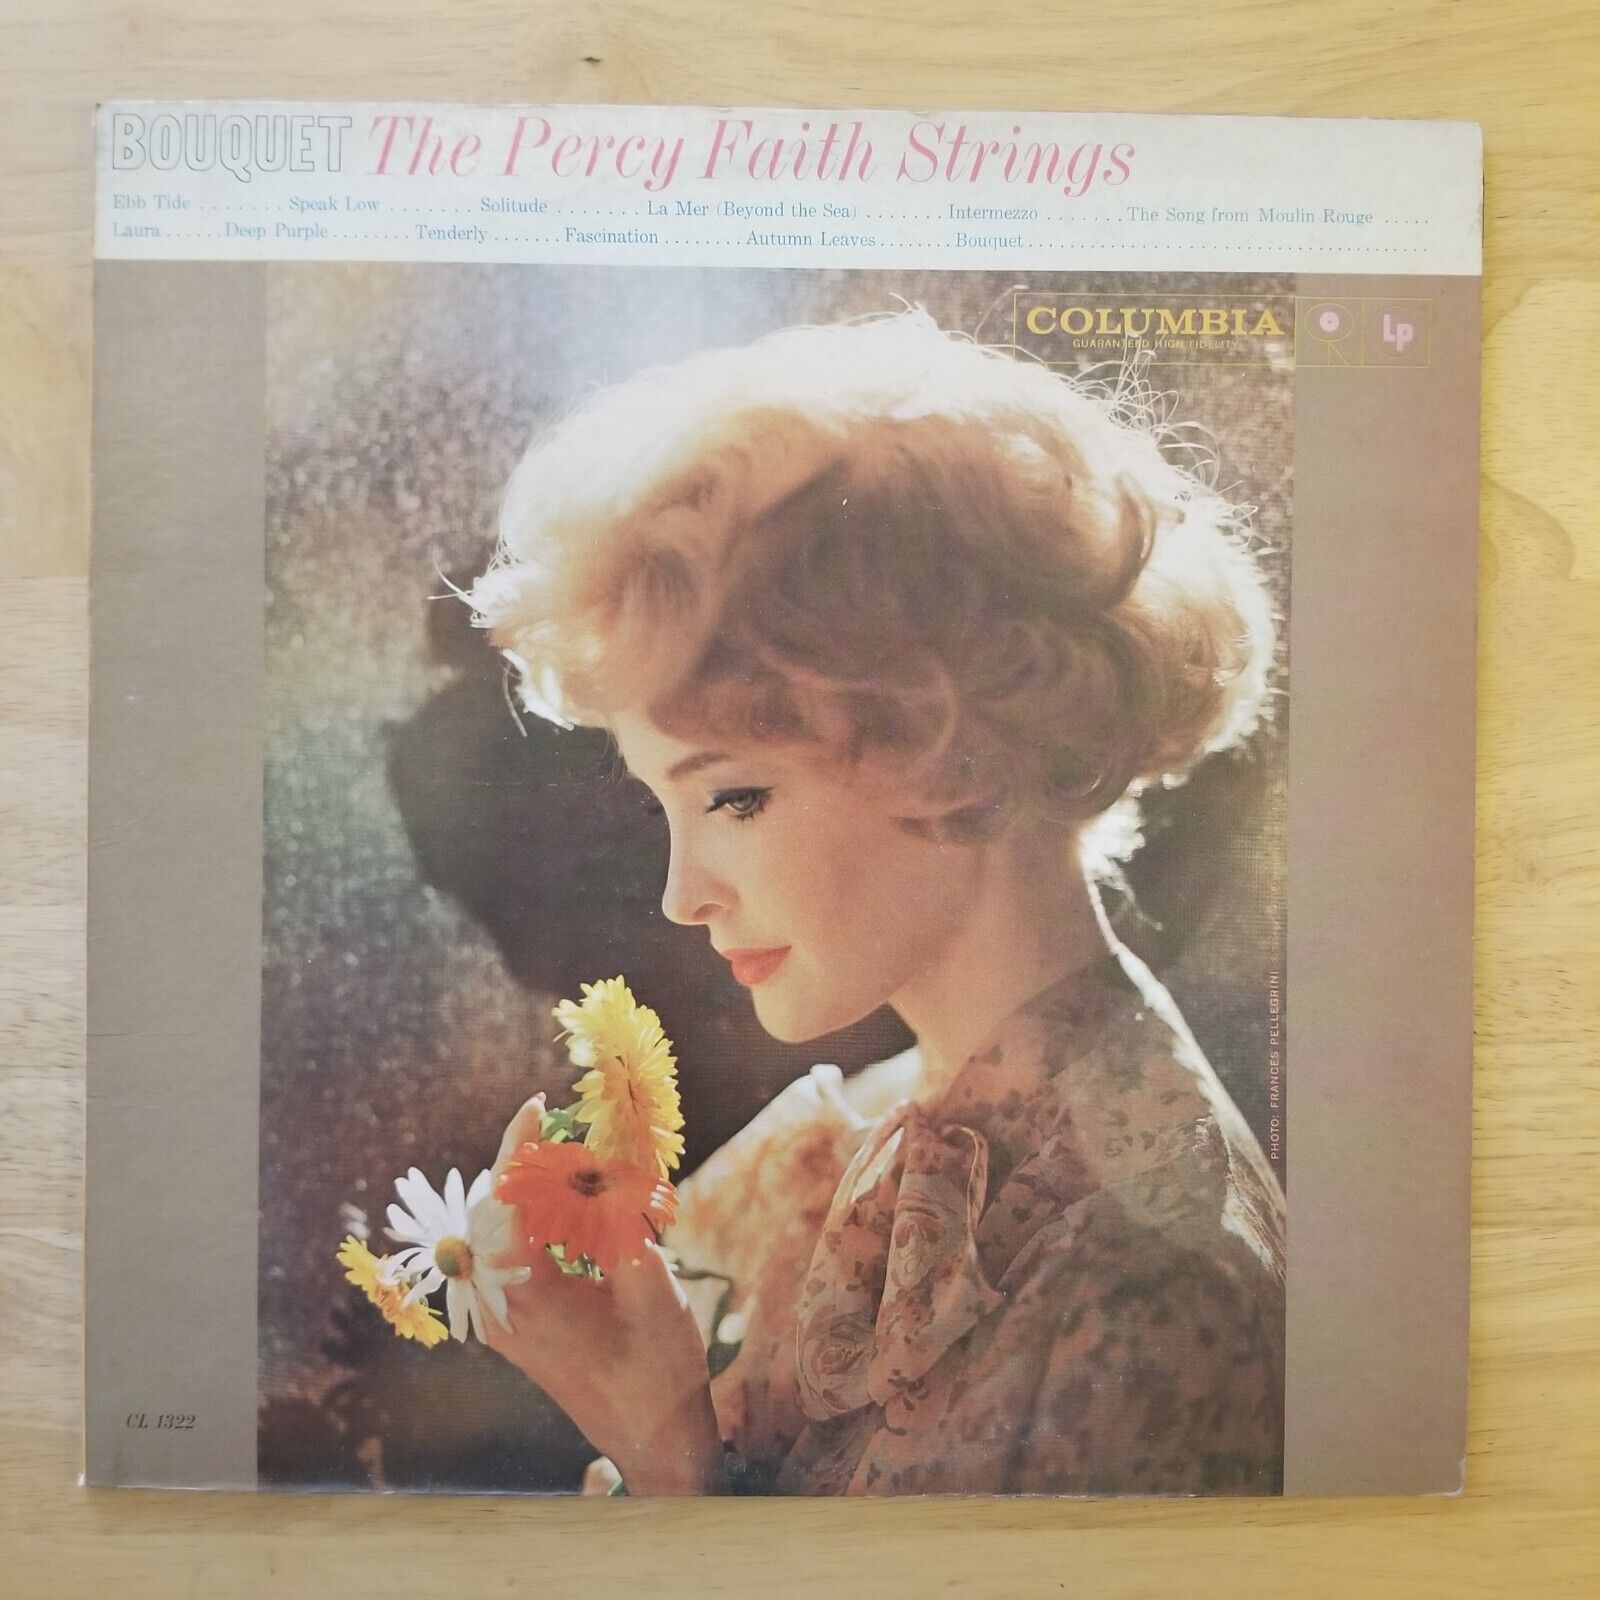 BOUQUET The Percy Faith Strings
Ebb Tide ....... Speak Low ....... Solitude ....... La Mer (Beyond the Sea) ....... Intermezzo ....... The Song from Moulin Rouge .....
Laura ...... Deep Purple ........ Tenderly ....... Fascination ........ Autumn Leaves ........ Bouquet ........................................
COLUMBIA
GUARANTEED HIGH FIDELITY
Lp
PHOTO: FRANCES PELLEGRINI
CL 1322